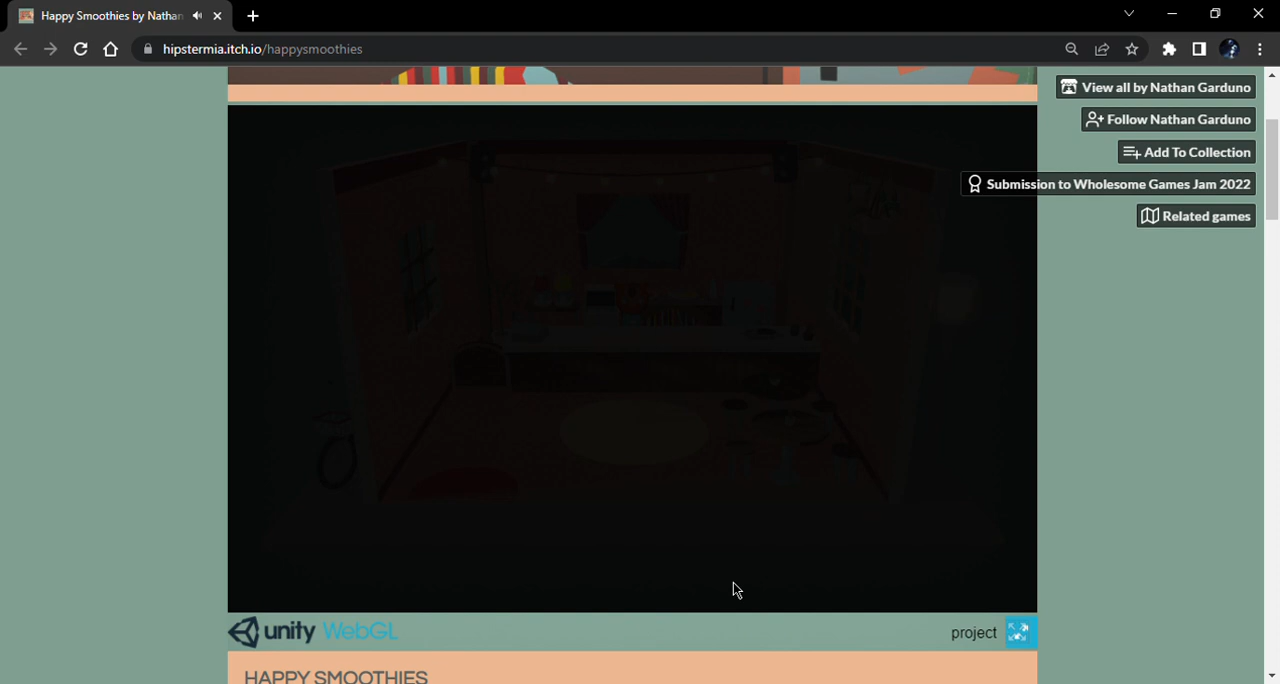 Happy Smoothies by Nathan
hipstermia.itch.io/happysmoothies
View all by Nathan Garduno
Follow Nathan Garduno
Add To Collection
Submission to Wholesome Games Jam 2022
Related games
unity WebGL
project
HAPPY SMOOTHIES